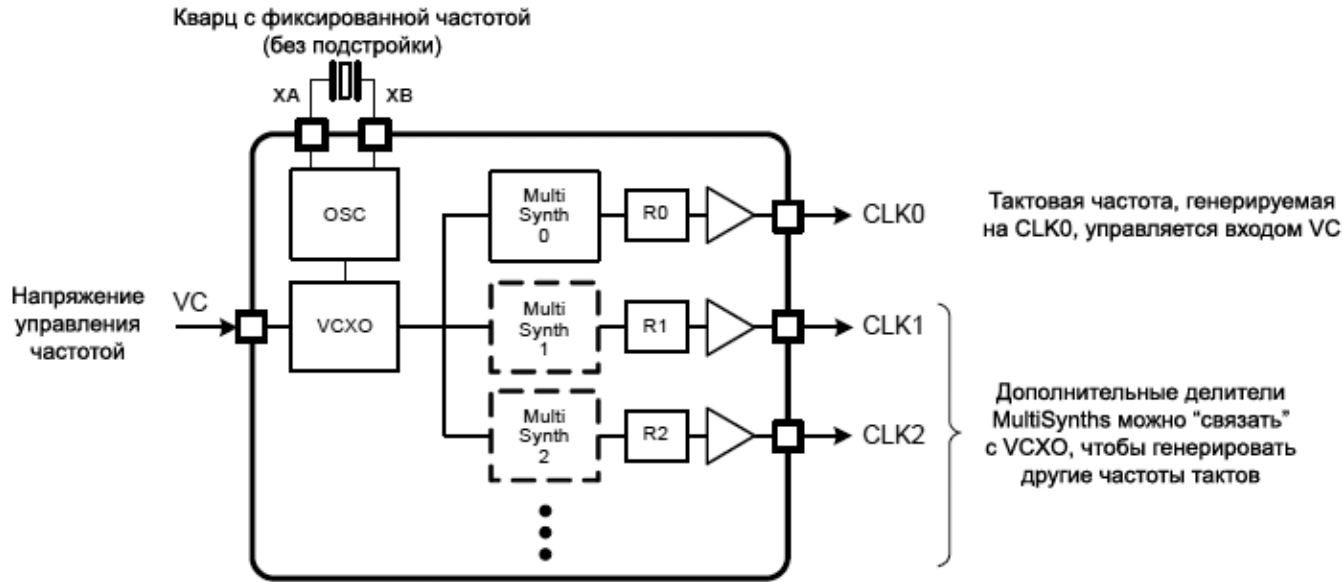 Кварц с фиксированной частотой
(без подстройки)
XA
XB
OSC
Multi
Synth
0
R0
CLK0
Тактовая частота, генерируемая
на CLK0, управляется входом VC
Напряжение
управления
частотой
VC
VCXO
Multi
Synth
1
R1
CLK1
Multi
Synth
2
R2
CLK2
Дополнительные делители
MultiSynths можно “связать”
с VCXO, чтобы генерировать
другие частоты тактов